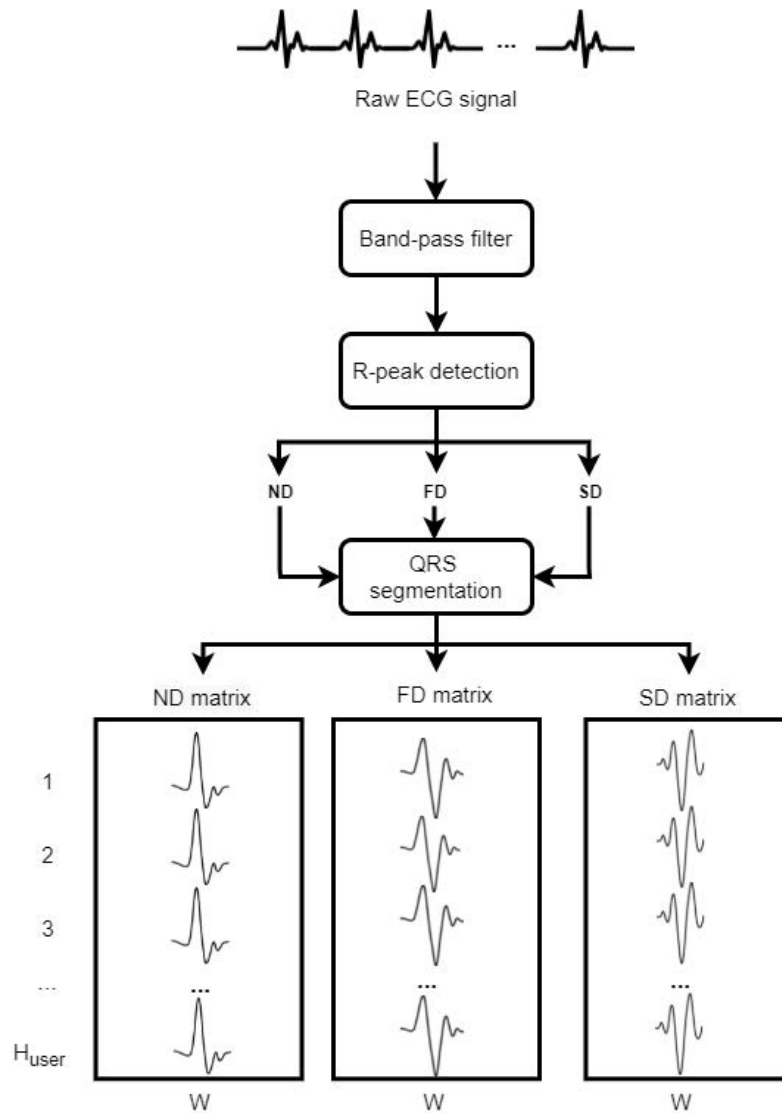 ...
Raw ECG signal
Band-pass filter
R-peak detection
ND FD SD
QRS
segmentation
ND matrix FD matrix SD matrix
1
2
3
... ... ... ...
Huser
W W W